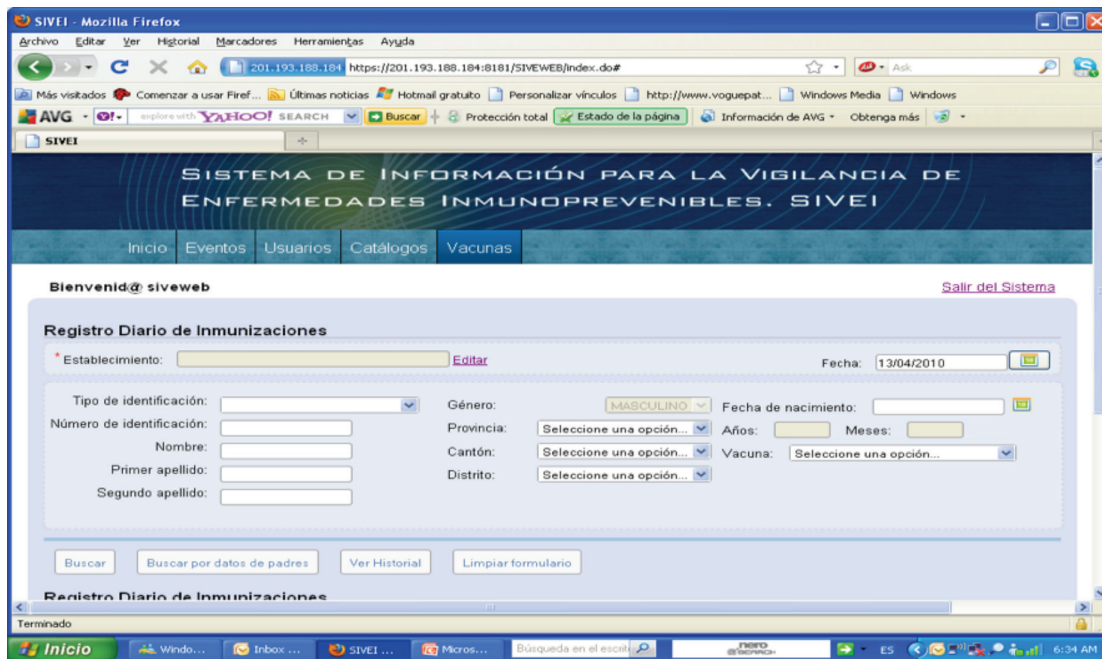 SIVEI - Mozilla Firefox
Archivo Editar Ver Historial Marcadores Herramientas Ayuda
201.193.188.184 https://201.193.188.184:8181/SIVEWEB/index.do# Ask
Más visitados Comenzar a usar Firef... Últimas noticias Hotmail gratuito Personalizar vínculos http://www.voguepat... Windows Media Windows
AVG explore with YAHOO! SEARCH Buscar Protección total Estado de la página Información de AVG Obtenga más
SIVEI
SISTEMA DE INFORMACIÓN PARA LA VIGILANCIA DE
ENFERMEDADES INMUNOPREVENIBLES. SIVEI
Inicio Eventos Usuarios Catálogos Vacunas
Bienvenid@ siveweb Salir del Sistema
Registro Diario de Inmunizaciones
* Establecimiento: Editar Fecha: 13/04/2010
Tipo de identificación: Género: MASCULINO Fecha de nacimiento:
Número de identificación: Provincia: Seleccione una opción... Años: Meses:
Nombre: Cantón: Seleccione una opción... Vacuna: Seleccione una opción...
Primer apellido: Distrito: Seleccione una opción...
Segundo apellido:
Buscar Buscar por datos de padres Ver Historial Limpiar formulario
Registro Diario de Inmunizaciones
Terminado
Inicio Windo... Inbox ... SIVEI ... Micros... Búsqueda en el escrit nero SEARCH ES 6:34 AM